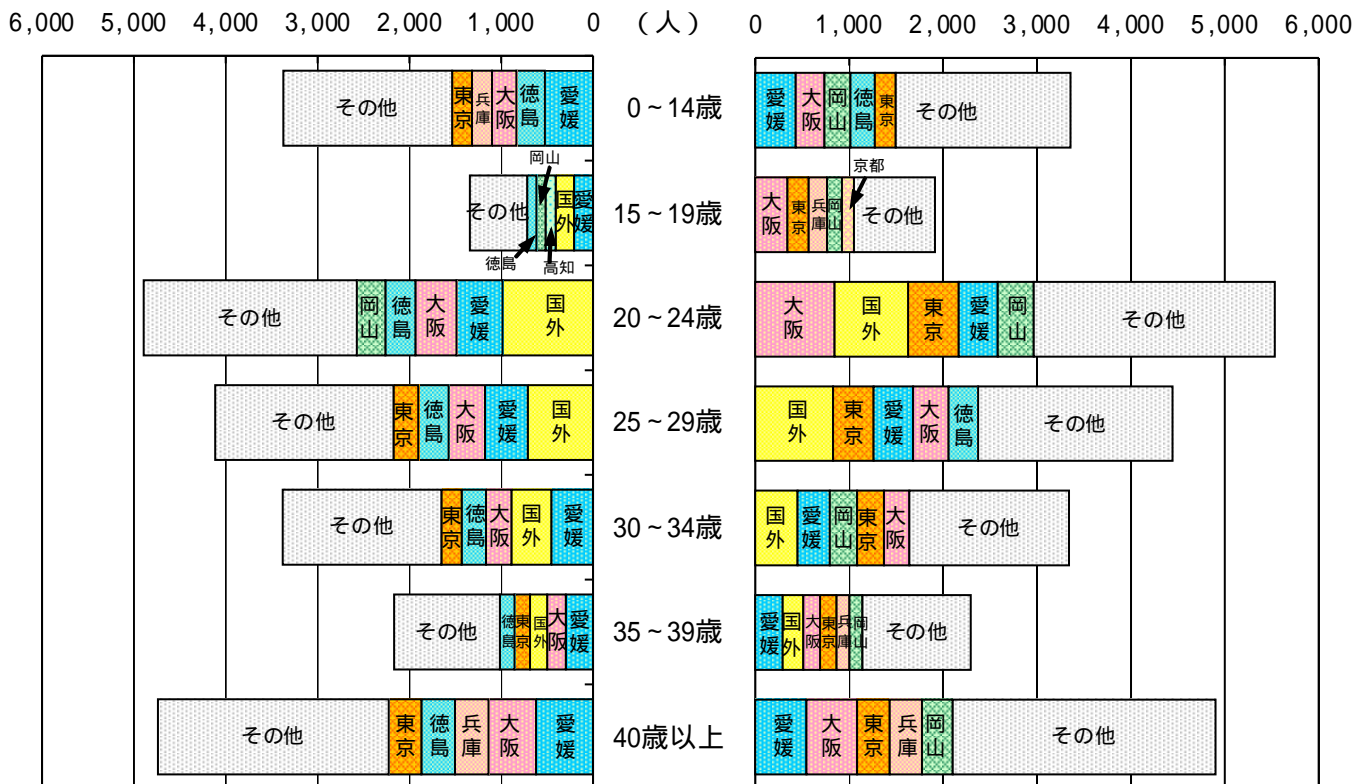 6,000 5,000 4,000 3,000 2,000 1,000 0 (人) 0 1,000 2,000 3,000 4,000 5,000 6,000
その他 東京 兵庫 大阪 徳島 愛媛 0~14歳 愛媛 大阪 岡山 徳島 東京 その他
岡山 京都
その他 国外 愛媛 15~19歳 大阪 東京 兵庫 岡山 その他
徳島 高知
その他 岡山 徳島 大阪 愛媛 国外 20~24歳 大阪 国外 東京 愛媛 岡山 その他
その他 東京 徳島 大阪 愛媛 国外 25~29歳 国外 東京 愛媛 大阪 徳島 その他
その他 東京 徳島 大阪 国外 愛媛 30~34歳 国外 愛媛 岡山 東京 大阪 その他
その他 徳島 東京 国外 大阪 愛媛 35~39歳 愛媛 国外 大阪 東京 兵庫 岡山 その他
その他 東京 徳島 兵庫 大阪 愛媛 40歳以上 愛媛 大阪 東京 兵庫 岡山 その他